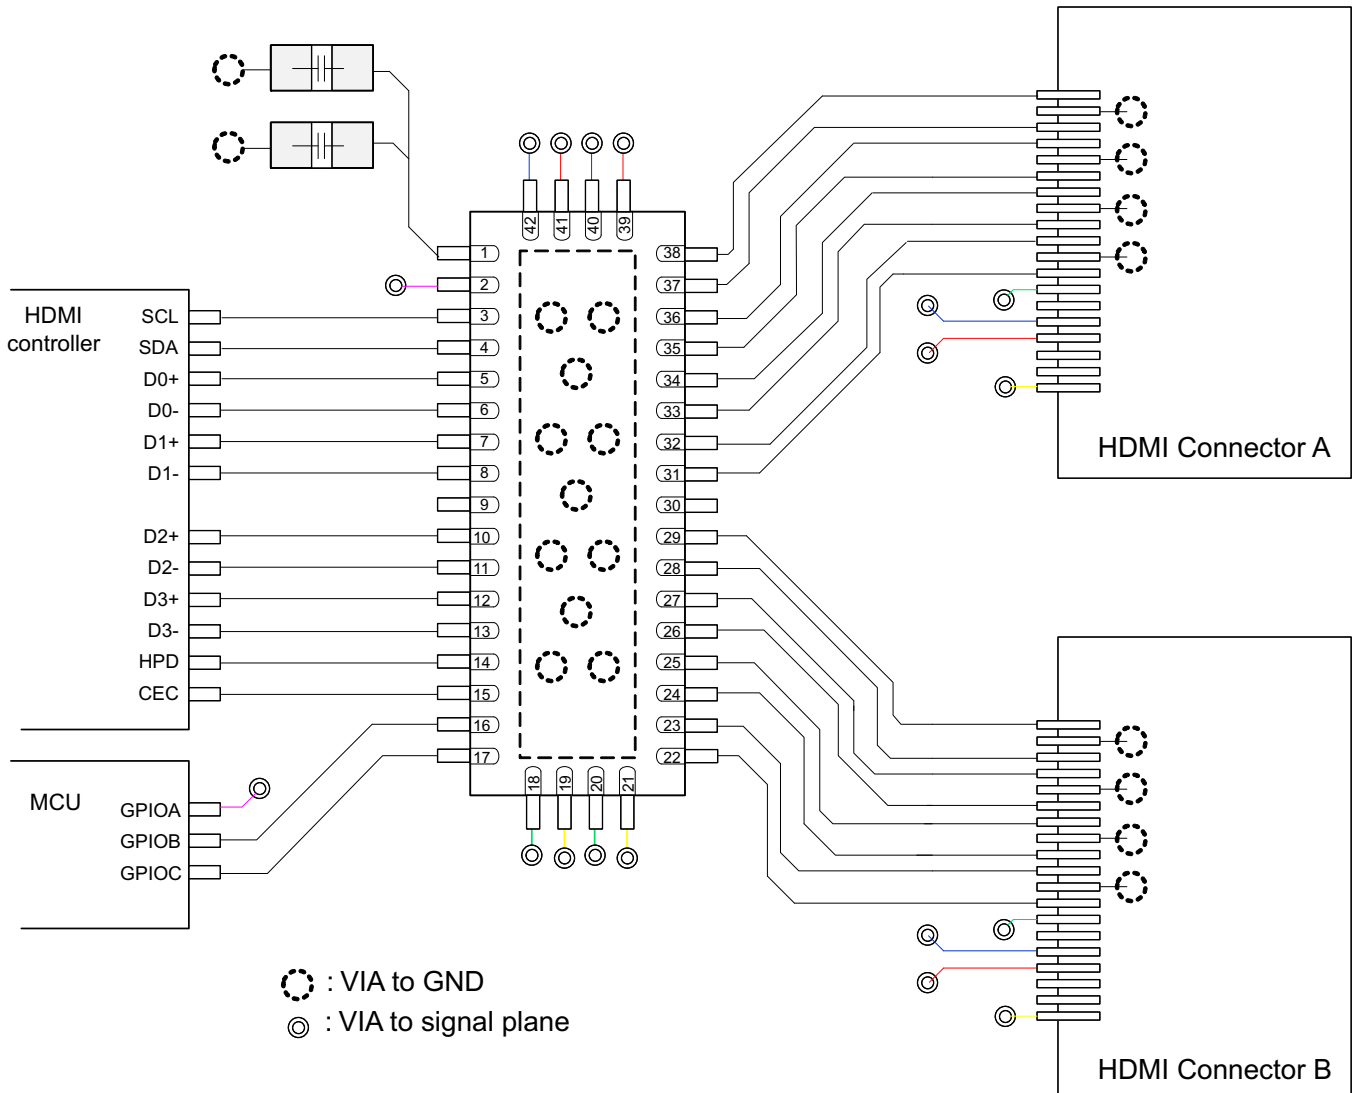 42
41
40
39
1
2
3
4
5
6
7
8
9
10
11
12
13
14
15
16
17
38
37
36
35
34
33
32
31
30
29
28
27
26
25
24
23
22
18
19
20
21
HDMI
controller
SCL
SDA
D0+
D0-
D1+
D1-
D2+
D2-
D3+
D3-
HPD
CEC
MCU
GPIOA
GPIOB
GPIOC
HDMI Connector A
HDMI Connector B
: VIA to GND
: VIA to signal plane